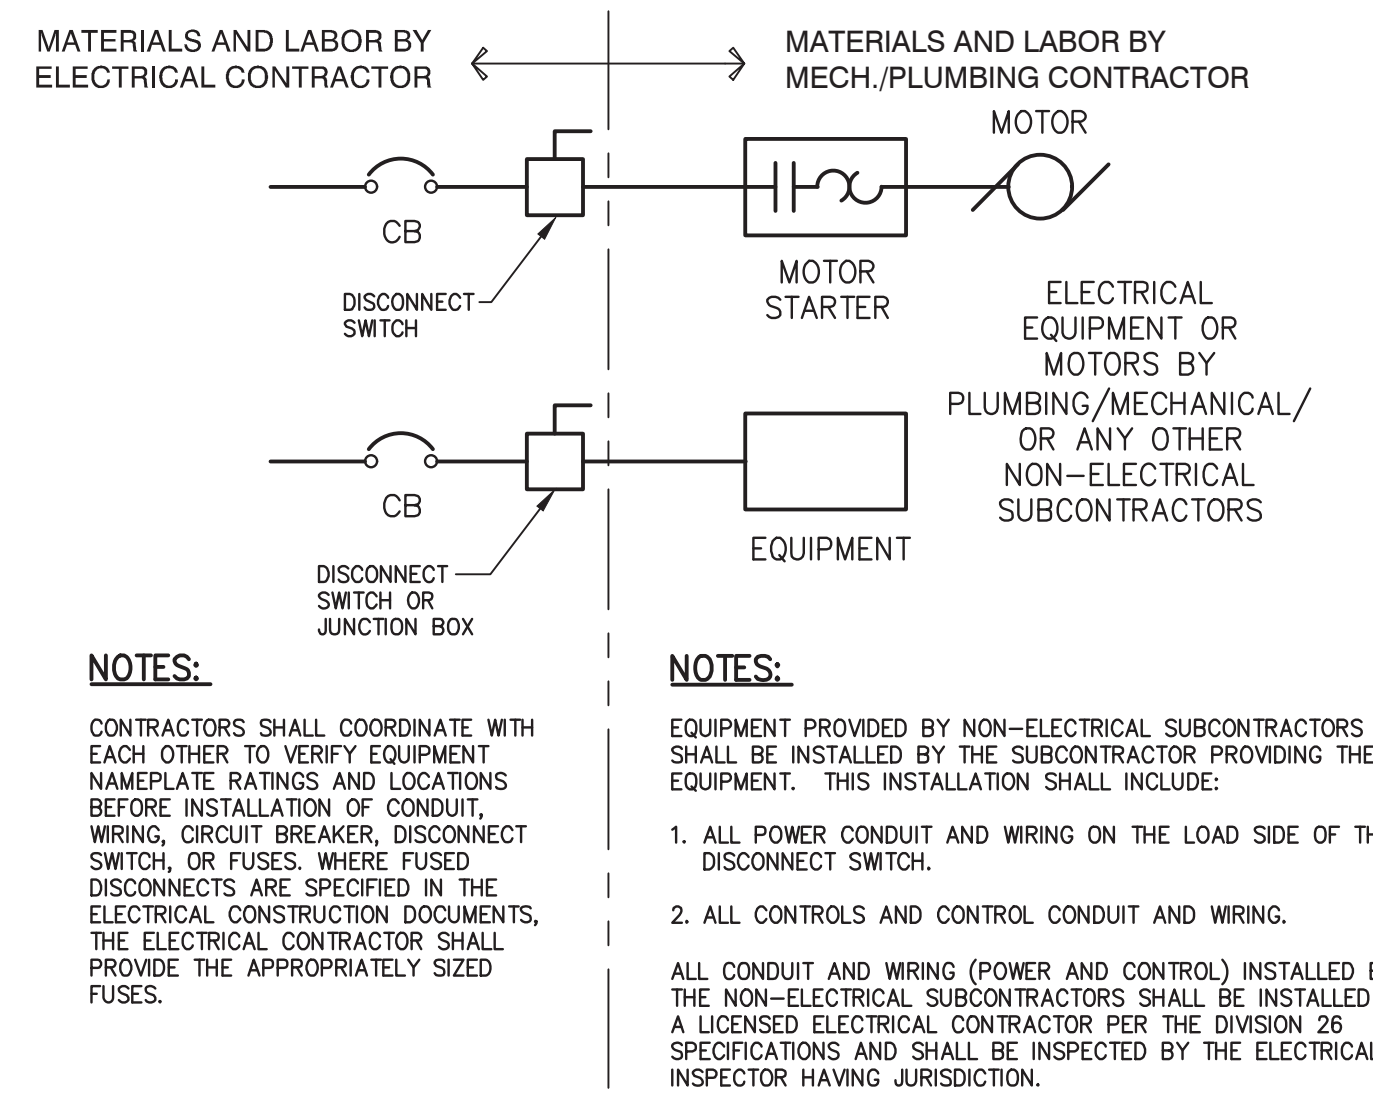 MATERIALS AND LABOR BY
ELECTRICAL CONTRACTOR
MATERIALS AND LABOR BY
MECH./PLUMBING CONTRACTOR
MOTOR
CB
DISCONNECT
SWITCH
MOTOR
STARTER
ELECTRICAL
EQUIPMENT OR
MOTORS BY
PLUMBING/MECHANICAL/
OR ANY OTHER
NON-ELECTRICAL
SUBCONTRACTORS
CB
EQUIPMENT
DISCONNECT
SWITCH OR
JUNCTION BOX
NOTES:
CONTRACTORS SHALL COORDINATE WITH
EACH OTHER TO VERIFY EQUIPMENT
NAMEPLATE RATINGS AND LOCATIONS
BEFORE INSTALLATION OF CONDUIT,
WIRING, CIRCUIT BREAKER, DISCONNECT
SWITCH, OR FUSES. WHERE FUSED
DISCONNECTS ARE SPECIFIED IN THE
ELECTRICAL CONSTRUCTION DOCUMENTS,
THE ELECTRICAL CONTRACTOR SHALL
PROVIDE THE APPROPRIATELY SIZED
FUSES.
NOTES:
EQUIPMENT PROVIDED BY NON-ELECTRICAL SUBCONTRACTORS
SHALL BE INSTALLED BY THE SUBCONTRACTOR PROVIDING THE
EQUIPMENT. THIS INSTALLATION SHALL INCLUDE:
1. ALL POWER CONDUIT AND WIRING ON THE LOAD SIDE OF
DISCONNECT SWITCH.
2. ALL CONTROLS AND CONTROL CONDUIT AND WIRING.
ALL CONDUIT AND WIRING (POWER AND CONTROL) INSTALLED
THE NON-ELECTRICAL SUBCONTRACTORS SHALL BE INSTALLED
A LICENSED ELECTRICAL CONTRACTOR PER THE DIVISION 26
SPECIFICATIONS AND SHALL BE INSPECTED BY THE ELECTRICAL
INSPECTOR HAVING JURISDICTION.